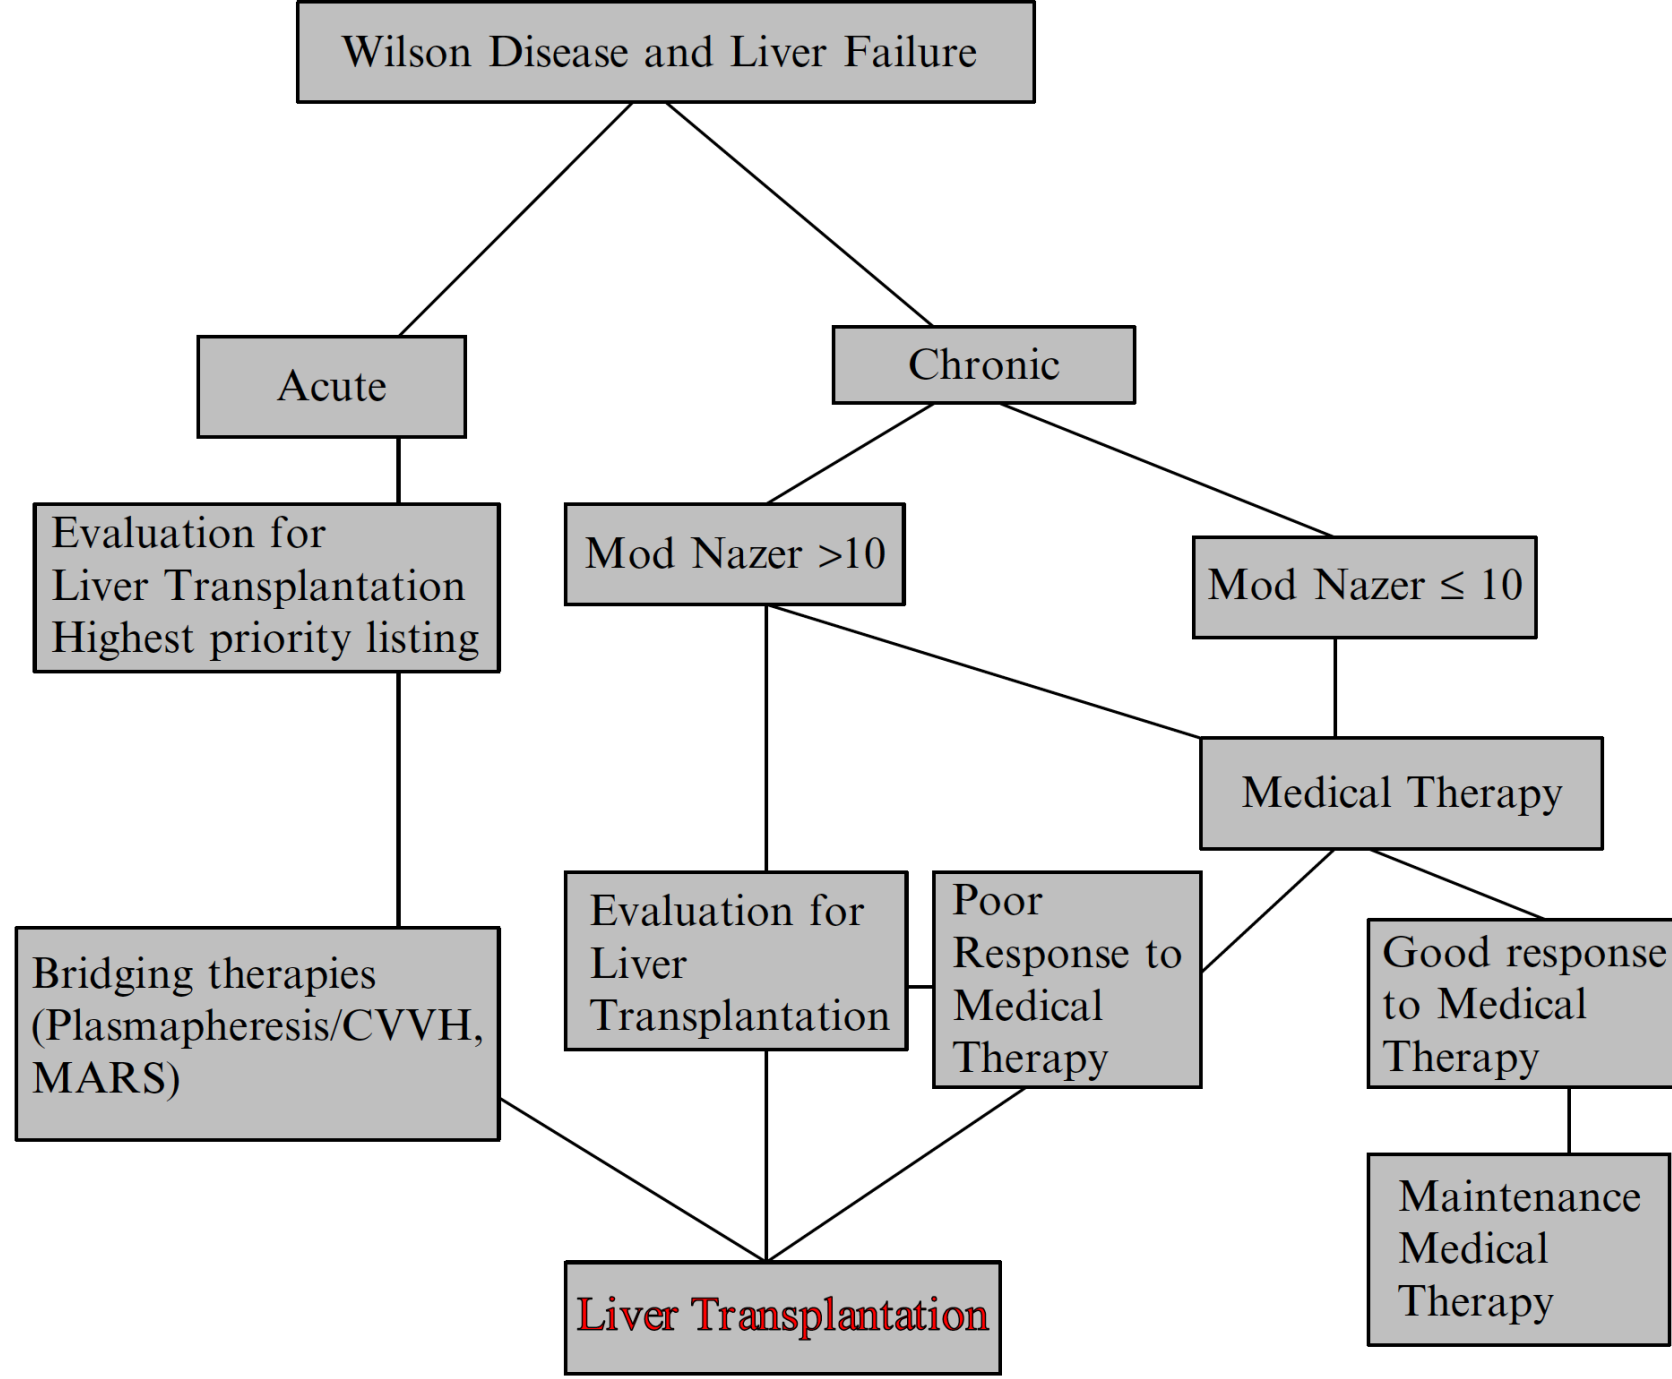 Wilson Disease and Liver Failure
Acute
Chronic
Evaluation for
Liver Transplantation
Highest priority listing
Mod Nazer >10
Mod Nazer ≤ 10
Medical Therapy
Bridging therapies
(Plasmapheresis/CVVH,
MARS)
Evaluation for
Liver
Transplantation
Poor
Response to
Medical
Therapy
Good response
to Medical
Therapy
Maintenance
Medical
Therapy
Liver Transplantation